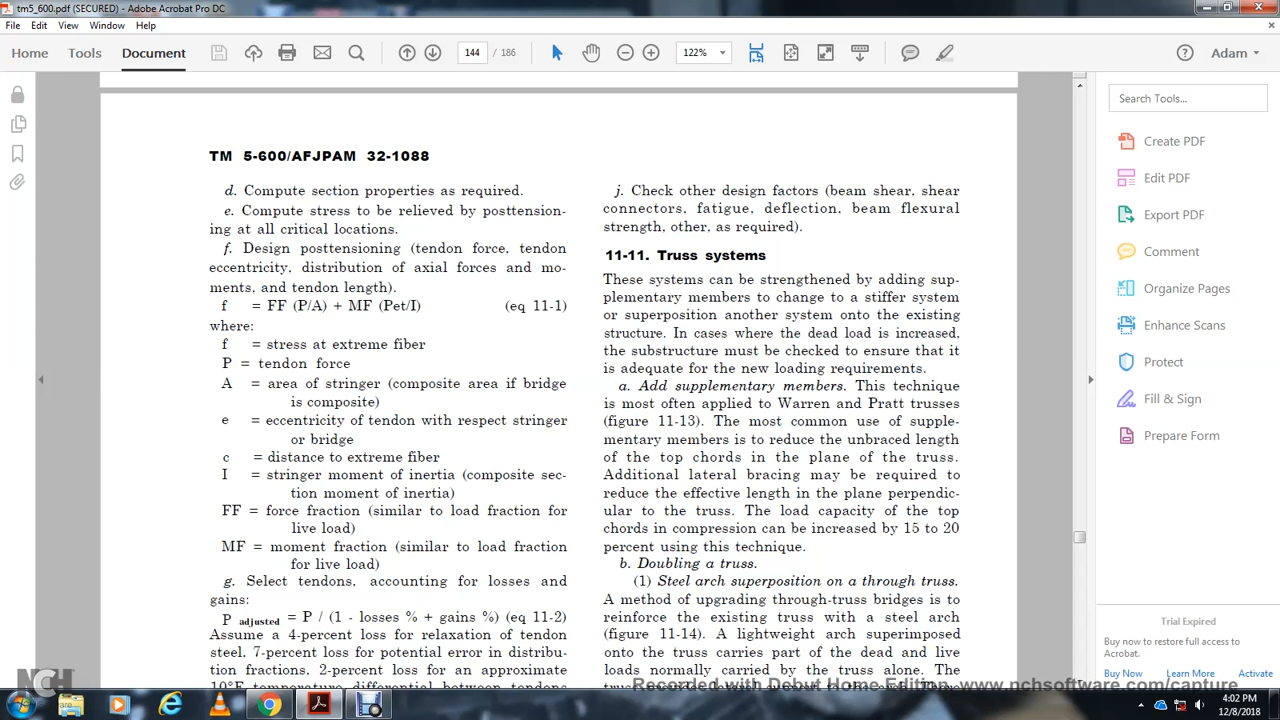 tm5_600.pdf (SECURED) - Adobe Acrobat Pro DC
File Edit View Window Help
Home Tools Document 144 / 186 122% Adam
TM 5-600/AFJPAM 32-1088
d. Compute section properties as required.
e. Compute stress to be relieved by posttension-
ing at all critical locations.
f. Design posttensioning (tendon force, tendon
eccentricity, distribution of axial forces and mo-
ments, and tendon length).
f = FF (P/A) + MF (Pet/I) (eq 11-1)
where:
f = stress at extreme fiber
P = tendon force
A = area of stringer (composite area if bridge
is composite)
e = eccentricity of tendon with respect stringer
or bridge
c = distance to extreme fiber
I = stringer moment of inertia (composite sec-
tion moment of inertia)
FF = force fraction (similar to load fraction for
live load)
MF = moment fraction (similar to load fraction
for live load)
g. Select tendons, accounting for losses and
gains:
P adjusted = P / (1 - losses % + gains %) (eq 11-2)
Assume a 4-percent loss for relaxation of tendon
steel, 7-percent loss for potential error in distribu-
tion fractions, 2-percent loss for an approximate
10°F temperature differential between tendons
j. Check other design factors (beam shear, shear
connectors, fatigue, deflection, beam flexural
strength, other, as required).
11-11. Truss systems
These systems can be strengthened by adding sup-
plementary members to change to a stiffer system
or superposition another system onto the existing
structure. In cases where the dead load is increased,
the substructure must be checked to ensure that it
is adequate for the new loading requirements.
a. Add supplementary members. This technique
is most often applied to Warren and Pratt trusses
(figure 11-13). The most common use of supple-
mentary members is to reduce the unbraced length
of the top chords in the plane of the truss.
Additional lateral bracing may be required to
reduce the effective length in the plane perpendic-
ular to the truss. The load capacity of the top
chords in compression can be increased by 15 to 20
percent using this technique.
b. Doubling a truss.
(1) Steel arch superposition on a through truss.
A method of upgrading through-truss bridges is to
reinforce the existing truss with a steel arch
(figure 11-14). A lightweight arch superimposed
onto the truss carries part of the dead and live
loads normally carried by the truss alone. The
Search Tools...
Create PDF
Edit PDF
Export PDF
Comment
Organize Pages
Enhance Scans
Protect
Fill & Sign
Prepare Form
Trial Expired
Buy now to restore full access to
Acrobat.
Buy Now Learn More Activate
NCH
Recorded with Debut Home Edition www.nchsoftware.com/capture
4:02 PM
12/8/2018